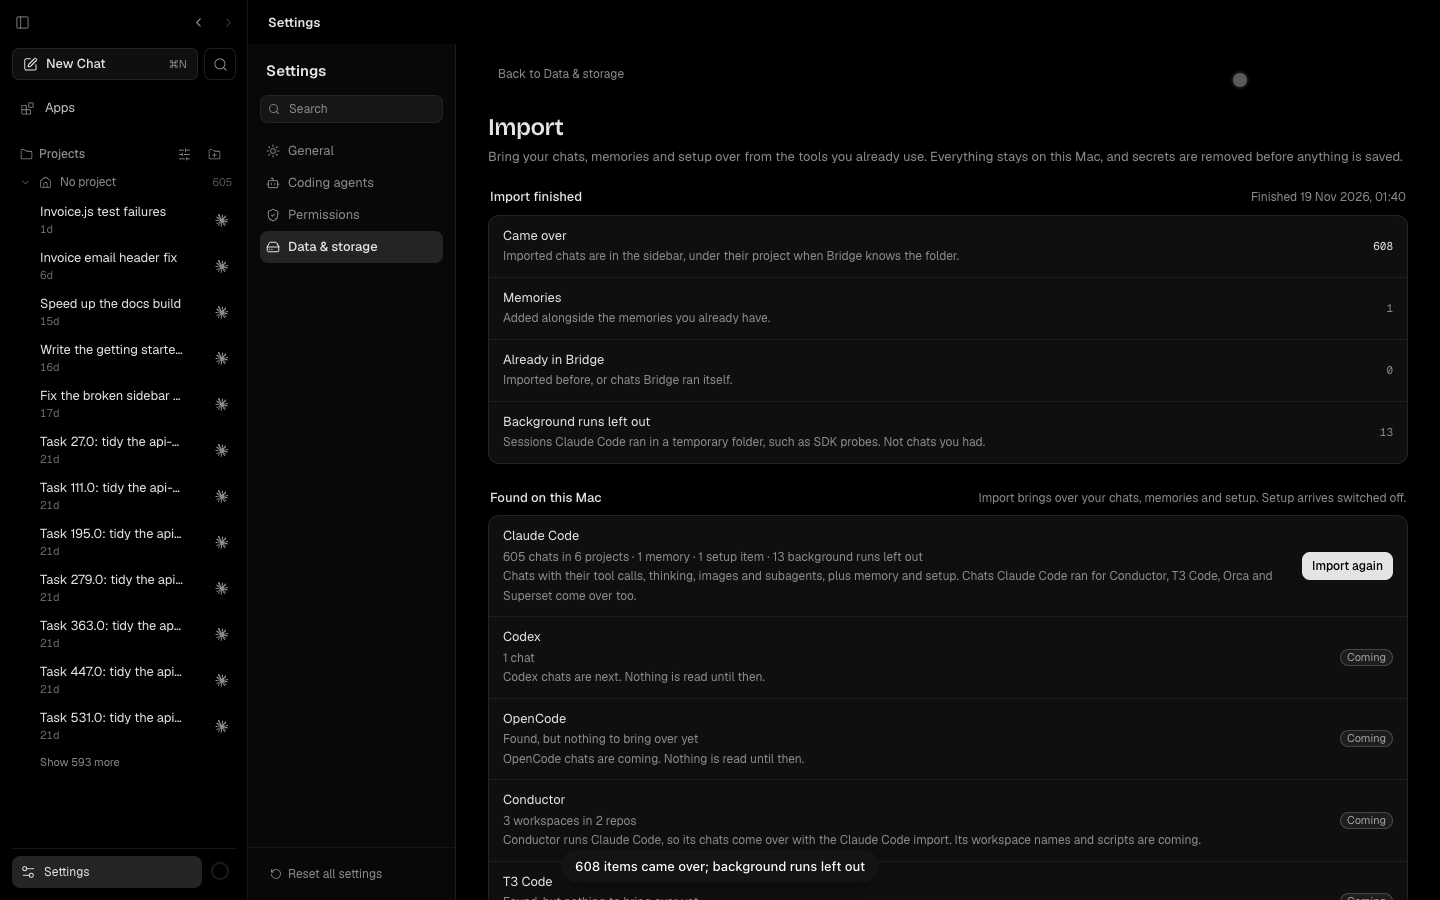 Settings
New Chat
⌘N
Apps
Projects
No project
605
Invoice.js test failures
1d
Invoice email header fix
6d
Speed up the docs build
15d
Write the getting starte…
16d
Fix the broken sidebar …
17d
Task 27.0: tidy the api-…
21d
Task 111.0: tidy the api-…
21d
Task 195.0: tidy the api…
21d
Task 279.0: tidy the api…
21d
Task 363.0: tidy the ap…
21d
Task 447.0: tidy the api…
21d
Task 531.0: tidy the api…
21d
Show 593 more
Settings
Settings
Search
General
Coding agents
Permissions
Data & storage
Reset all settings
Back to Data & storage
Import
Bring your chats, memories and setup over from the tools you already use. Everything stays on this Mac, and secrets are removed before anything is saved.
Import finished
Finished 19 Nov 2026, 01:40
Came over
Imported chats are in the sidebar, under their project when Bridge knows the folder.
608
Memories
Added alongside the memories you already have.
1
Already in Bridge
Imported before, or chats Bridge ran itself.
0
Background runs left out
Sessions Claude Code ran in a temporary folder, such as SDK probes. Not chats you had.
13
Found on this Mac
Import brings over your chats, memories and setup. Setup arrives switched off.
Claude Code
605 chats in 6 projects · 1 memory · 1 setup item · 13 background runs left out
Chats with their tool calls, thinking, images and subagents, plus memory and setup. Chats Claude Code ran for Conductor, T3 Code, Orca and
Superset come over too.
Import again
Codex
1 chat
Codex chats are next. Nothing is read until then.
Coming
OpenCode
Found, but nothing to bring over yet
OpenCode chats are coming. Nothing is read until then.
Coming
Conductor
3 workspaces in 2 repos
Conductor runs Claude Code, so its chats come over with the Claude Code import. Its workspace names and scripts are coming.
Coming
608 items came over; background runs left out
T3 Code